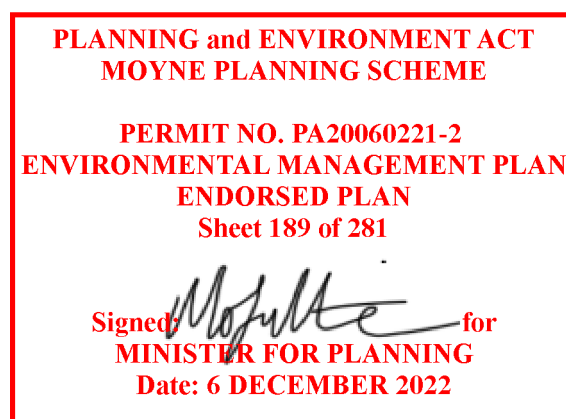 PLANNING and ENVIRONMENT ACT
MOYNE PLANNING SCHEME
PERMIT NO. PA20060221-2
ENVIRONMENTAL MANAGEMENT PLAN
ENDORSED PLAN
Sheet 189 of 281
Signed: for
MINISTER FOR PLANNING
Date: 6 DECEMBER 2022